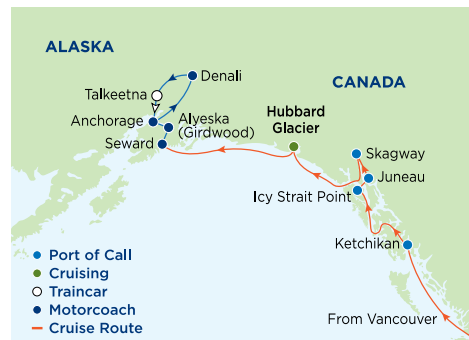 ALASKA
Denali
CANADA
Talkeetna
Hubbard
Glacier
Anchorage
Alyeska
(Girdwood)
Seward
Skagway
Juneau
Icy Strait Point
Ketchikan
Port of Call
Cruising
Traincar
Motorcoach
Cruise Route
From Vancouver